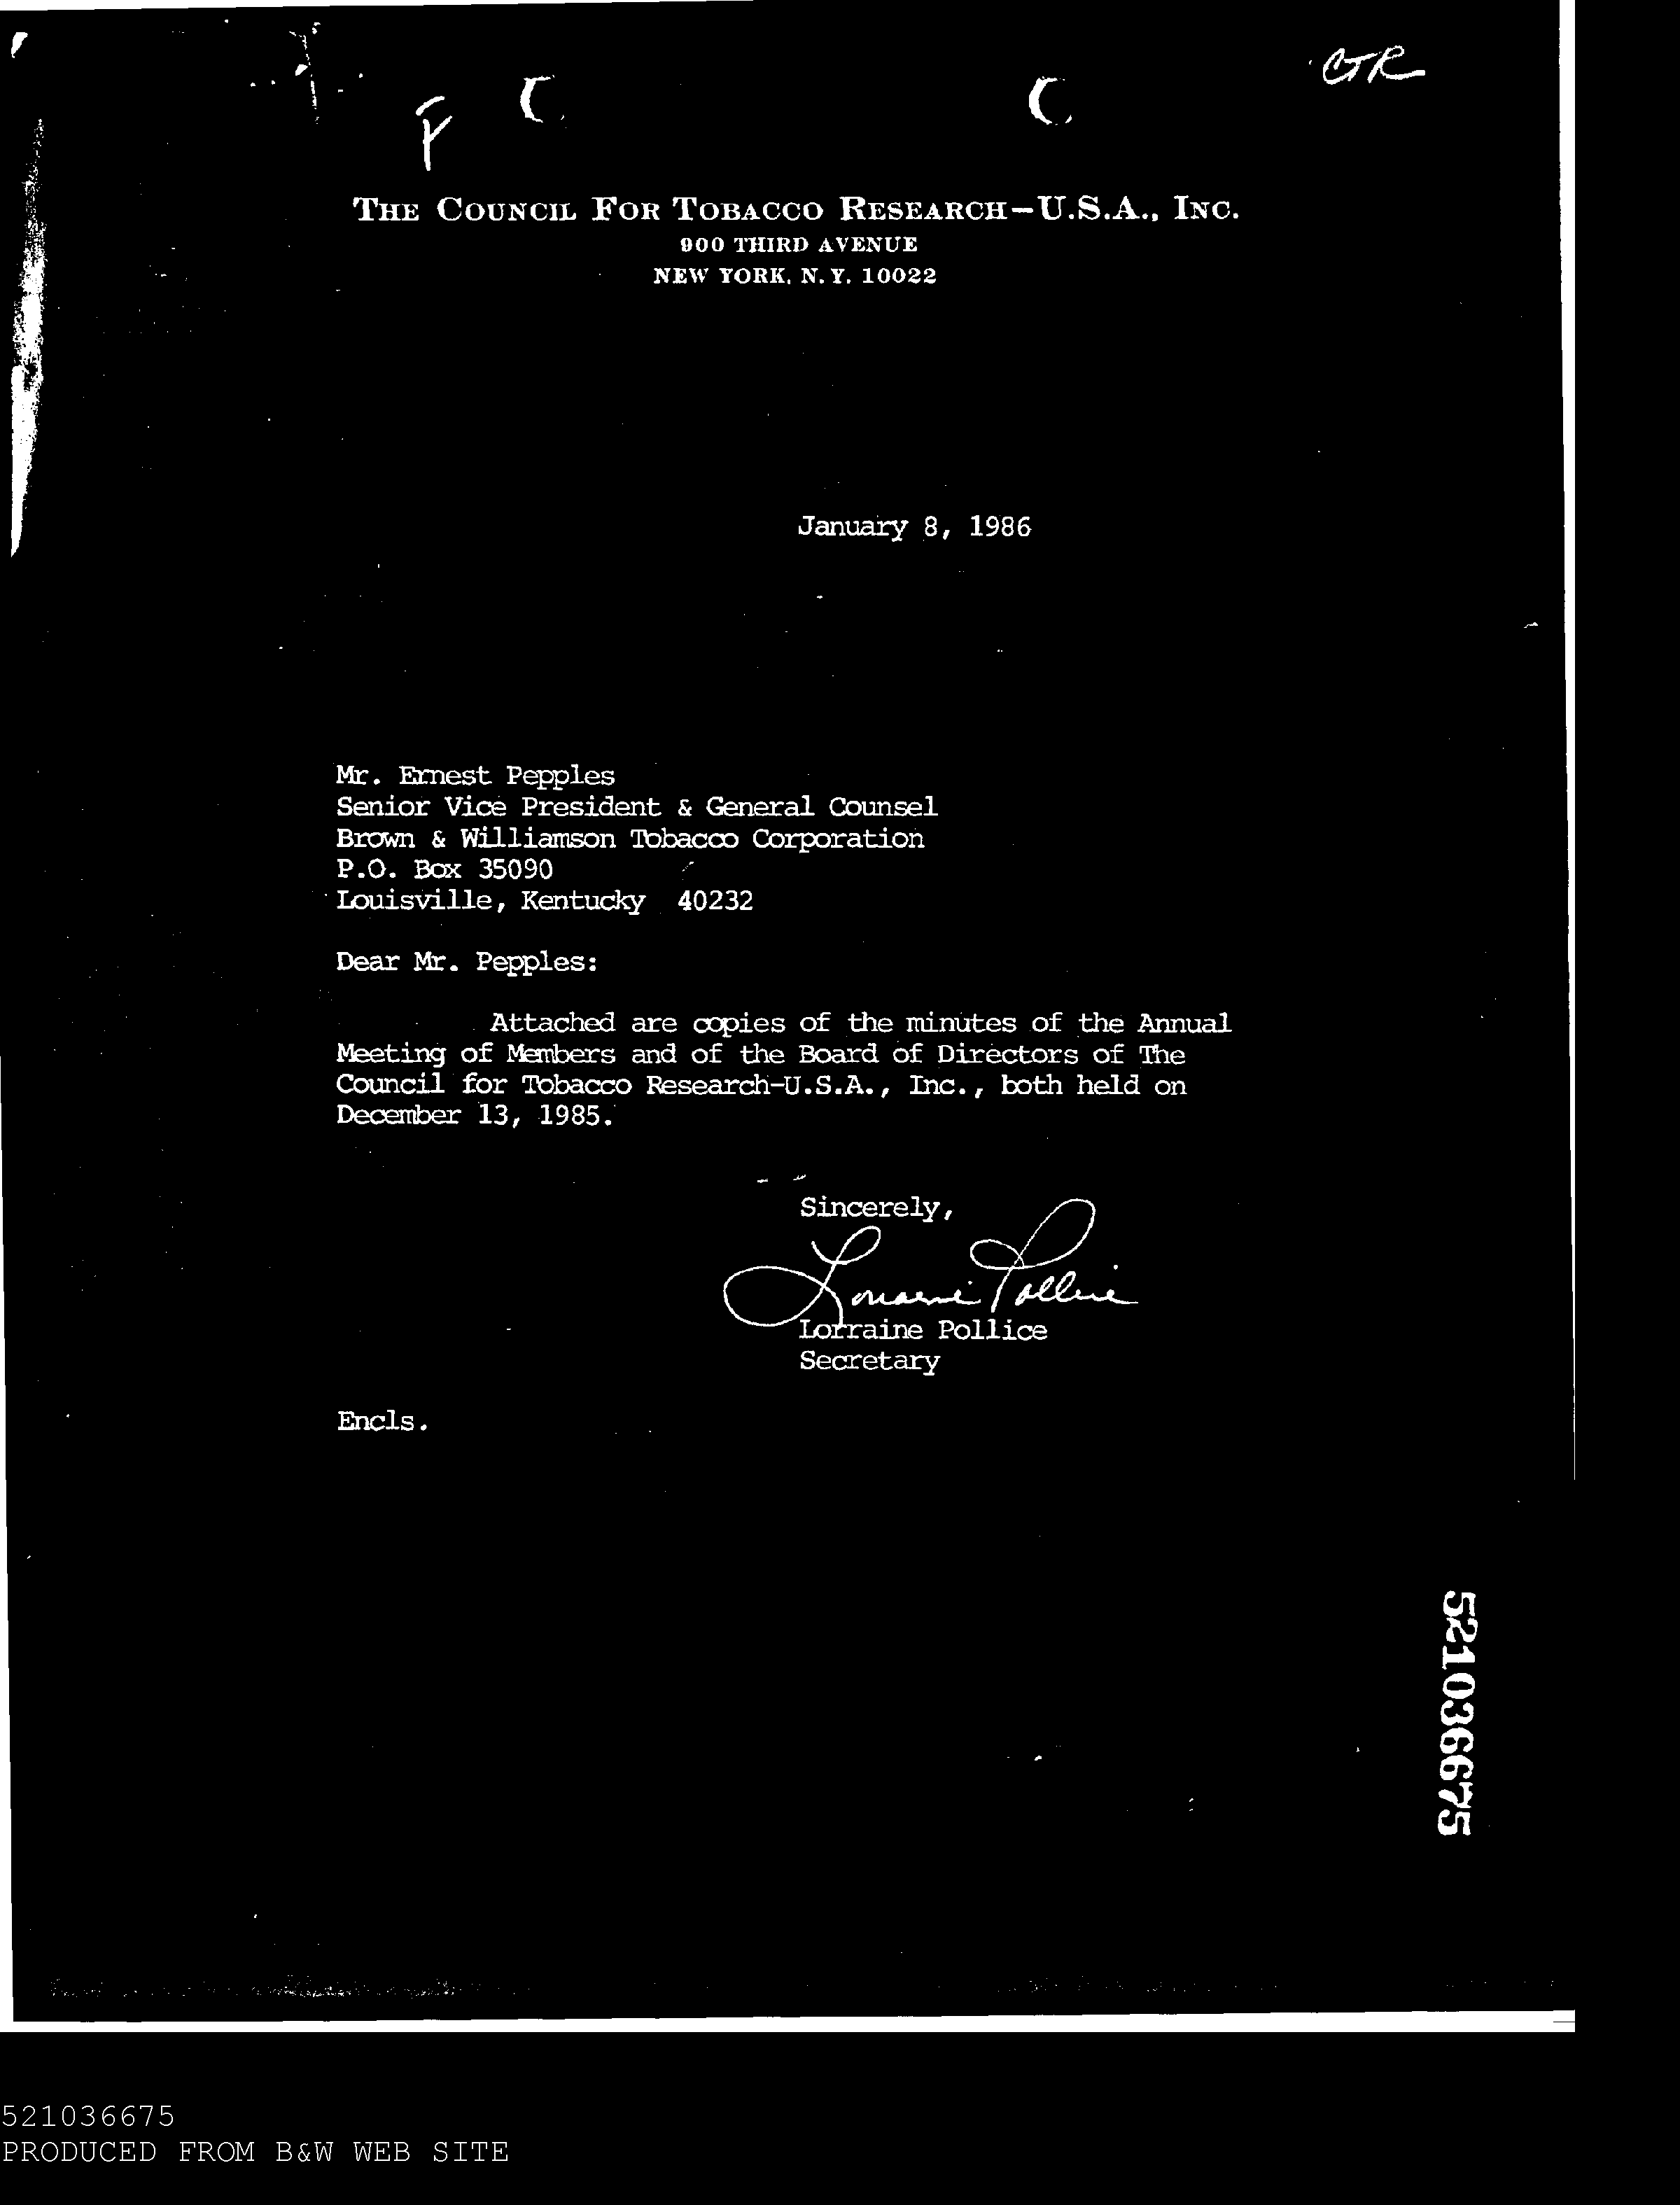 CTR
F
THE COUNCIL FOR TOBACCO RESEARCH-U.S.A., INC.
900 THIRD AVENUE
NEW YORK, N.Y. 10022
January 8, 1986
Mr. Ernest Pepples
Senior Vice President & General Counsel
Brown & Williamson Tobacco Corporation
P.O. Box 35090
Louisville, Kentucky 40232
Dear Mr. Pepples:
Attached are copies of the minutes of the Annual
Meeting of Members and of the Board of Directors of The
Council for Tobacco Research-U.S.A., Inc., both held on
December 13, 1985.
Sincerely,
Lorraine Pollice
Lorraine Pollice
Secretary
Encls.
521036675
521036675
PRODUCED FROM B&W WEB SITE